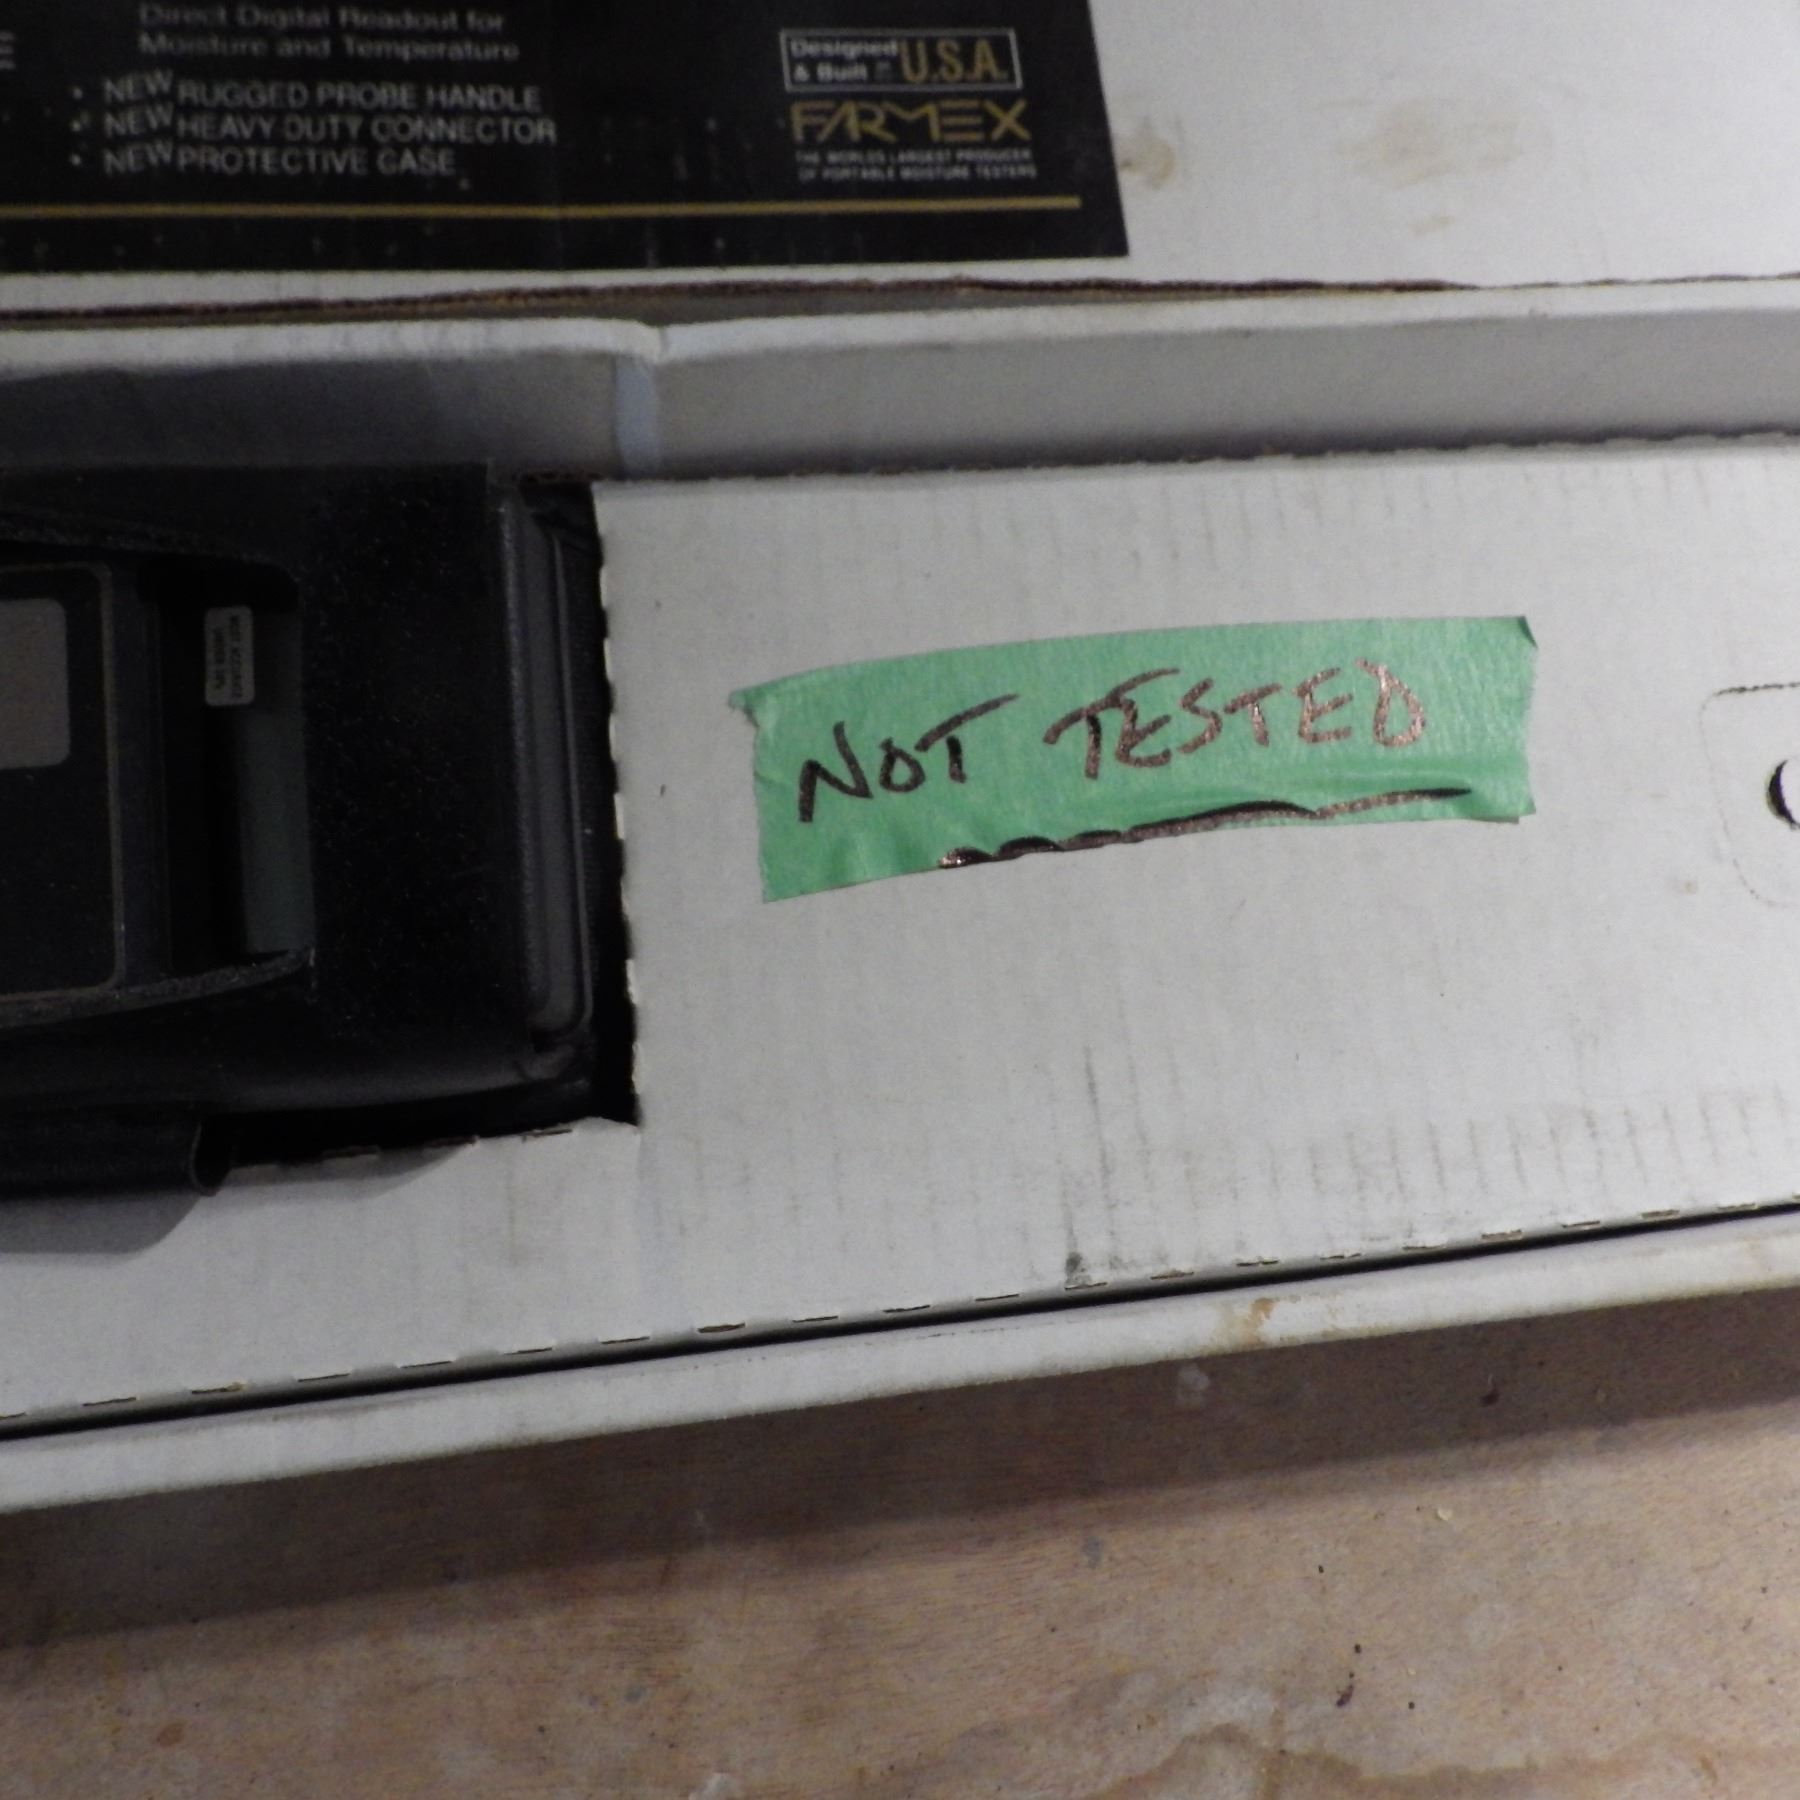 Direct Digital Readout for
Moisture and Temperature
• NEW RUGGED PROBE HANDLE
• NEW HEAVY DUTY CONNECTOR
• NEW PROTECTIVE CASE
Designed
& Built in U.S.A.
FARMEX
THE WORLDS LARGEST PRODUCER
OF PORTABLE MOISTURE TESTERS
NOT TESTED